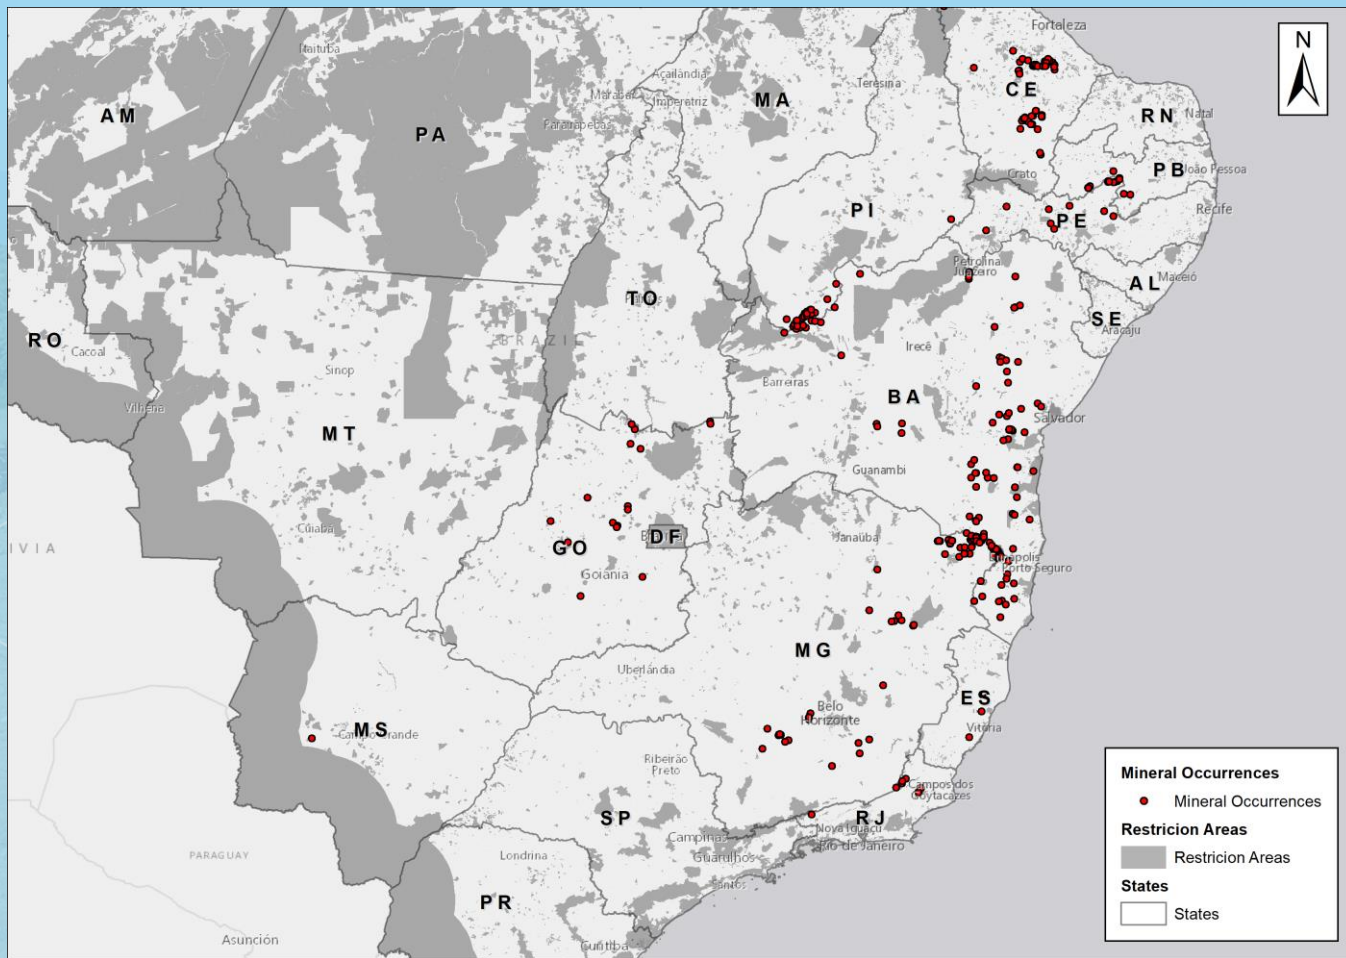 Fortaleza
N
Itaituba
Açailândia
Teresina
Marabá
Imperatriz
MA
CE
AM
PA
Parauapebas
RN
Natal
Crato
PB
João Pessoa
PI
PE
Recife
Petrolina
Juazeiro
AL
Maceió
TO
SE
Aracaju
RO
Cacoal
BRAZIL
Irecê
Sinop
Barreiras
BA
Vilhena
Salvador
MT
Guanambi
Cuiabá
IVIA
GO
DF
Janaúba
Eunápolis
Porto Seguro
Goiânia
MG
Uberlândia
ES
Belo
Horizonte
Vitória
MS
Campo Grande
Ribeirão
Preto
Campos dos
Goytacazes
SP
RJ
Nova Iguaçu
Campinas
Rio de Janeiro
PARAGUAY
Londrina
Guarulhos
Santos
PR
Asunción
Curitiba
Mineral Occurrences
Mineral Occurrences
Restricion Areas
Restricion Areas
States
States